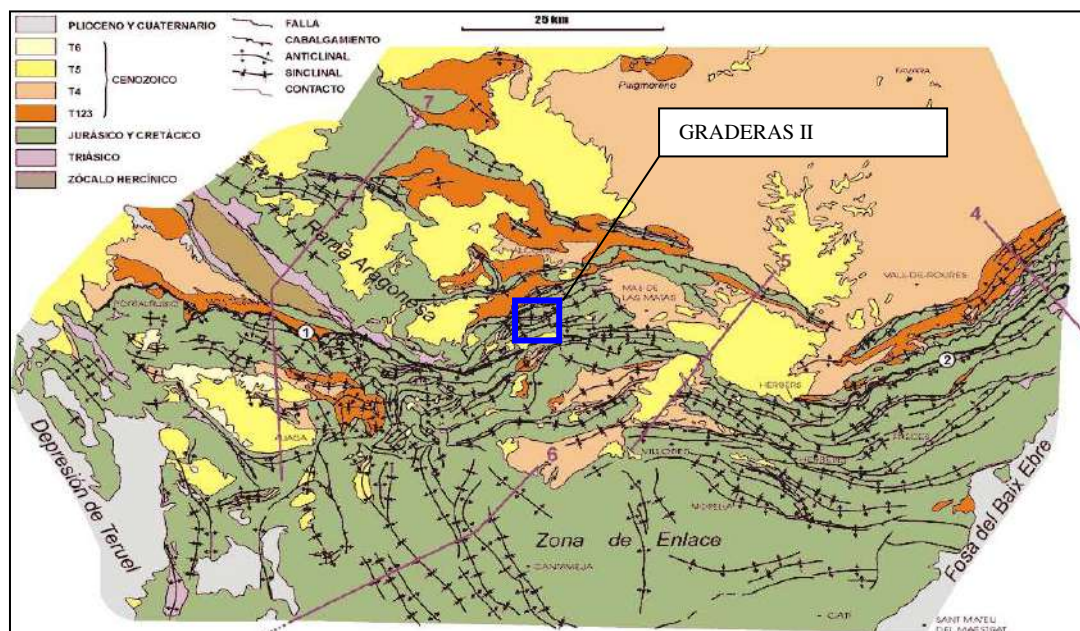 PLIOCENO Y CUATERNARIO
T6
T5
CENOZOICO
T4
T123
JURÁSICO Y CRETÁCICO
TRIÁSICO
ZÓCALO HERCÍNICO
FALLA
CABALGAMIENTO
ANTICLINAL
SINCLINAL
CONTACTO
25 km
7
Puigmoreno
GRADERAS II
Rama Aragonesa
4
5
VALL-DE-ROURES
MAS DE
LAS MATAS
1
2
HERBERS
ALIAGA
6
MORELLA
Depresión de Teruel
Zona de Enlace
CANTAVIEJA
Fosa del Baix Ebre
CATÍ
SANT MATEU
DEL MAESTRAT